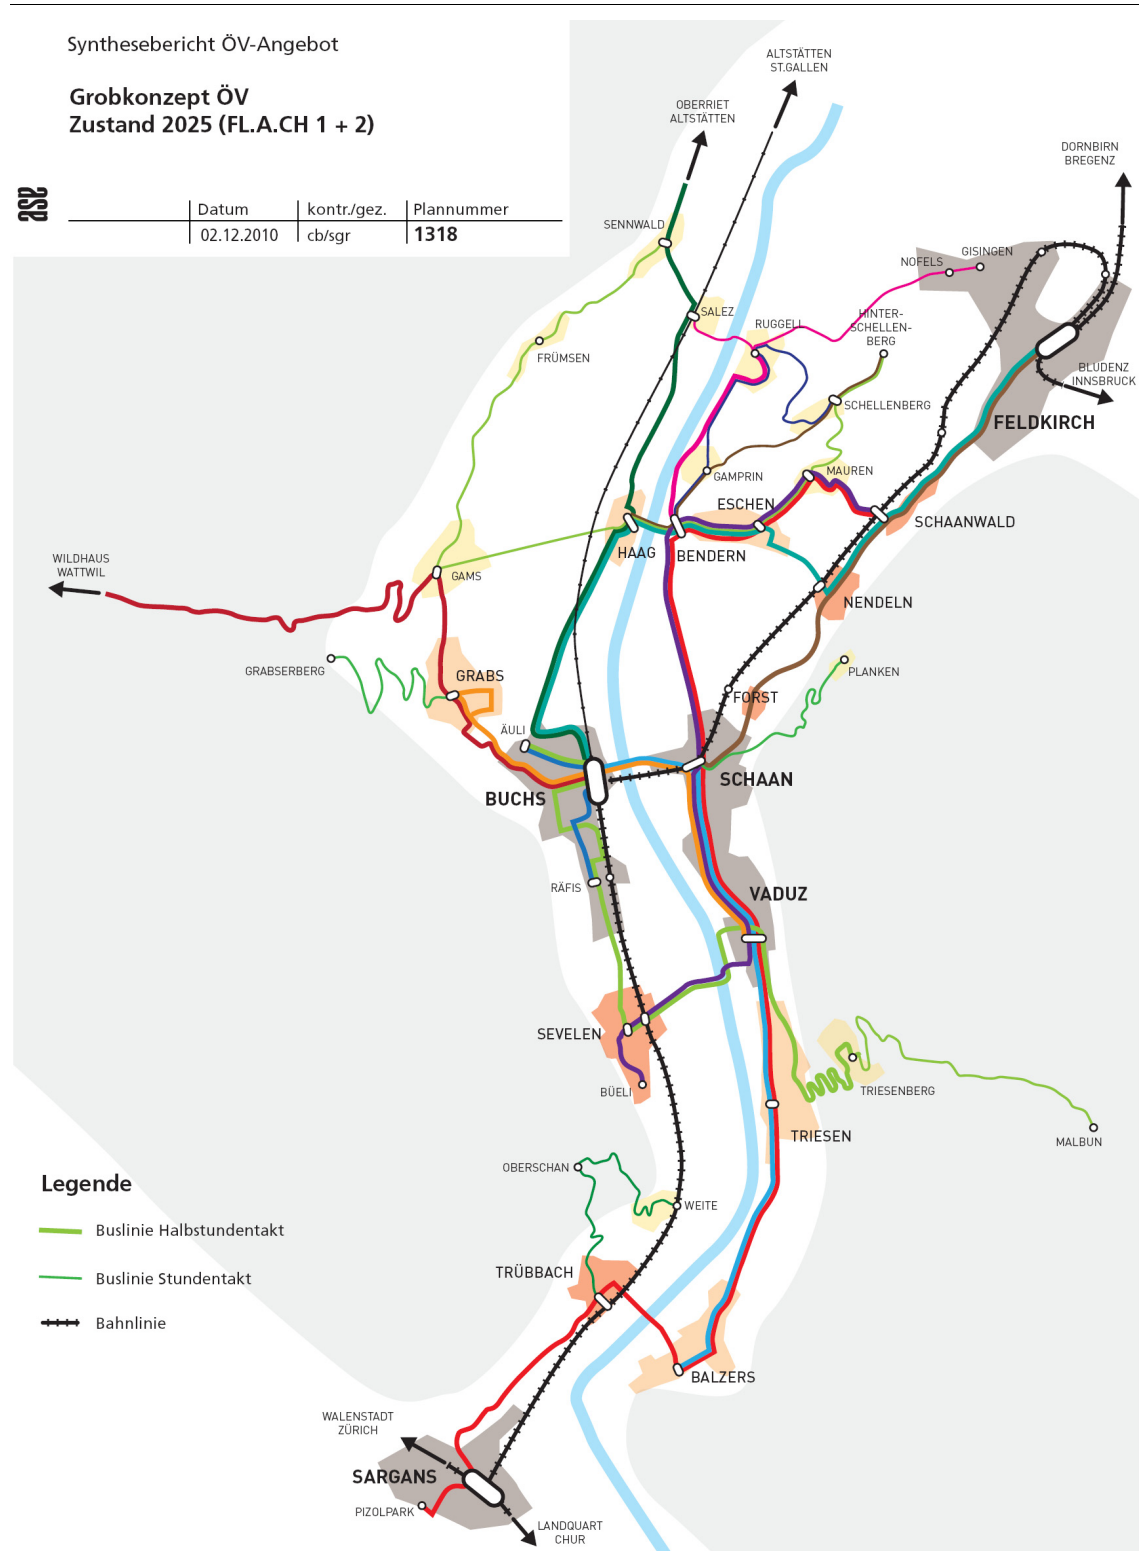 Synthesebericht ÖV-Angebot
Grobkonzept ÖV
Zustand 2025 (FL.A.CH 1 + 2)
Datum
kontr./gez.
Plannummer
02.12.2010
cb/sgr
1318
ALTSTÄTTEN
ST.GALLEN
OBERRIET
ALTSTÄTTEN
DORNBIRN
BREGENZ
SENNWALD
NOFELS
GISINGEN
SALEZ
RUGGELL
HINTER-
SCHELLEN-
BERG
FRÜMSEN
BLUDENZ
INNSBRUCK
SCHELLENBERG
FELDKIRCH
GAMPRIN
MAUREN
ESCHEN
SCHAANWALD
HAAG
BENDERN
WILDHAUS
WATTWIL
GAMS
NENDELN
GRABSERBERG
GRABS
PLANKEN
FORST
ÄULI
SCHAAN
BUCHS
RÄFIS
VADUZ
SEVELEN
BÜELI
TRIESENBERG
TRIESEN
MALBUN
OBERSCHAN
WEITE
Legende
Buslinie Halbstundentakt
Buslinie Stundentakt
Bahnlinie
TRÜBBACH
BALZERS
WALENSTADT
ZÜRICH
SARGANS
PIZOLPARK
LANDQUART
CHUR